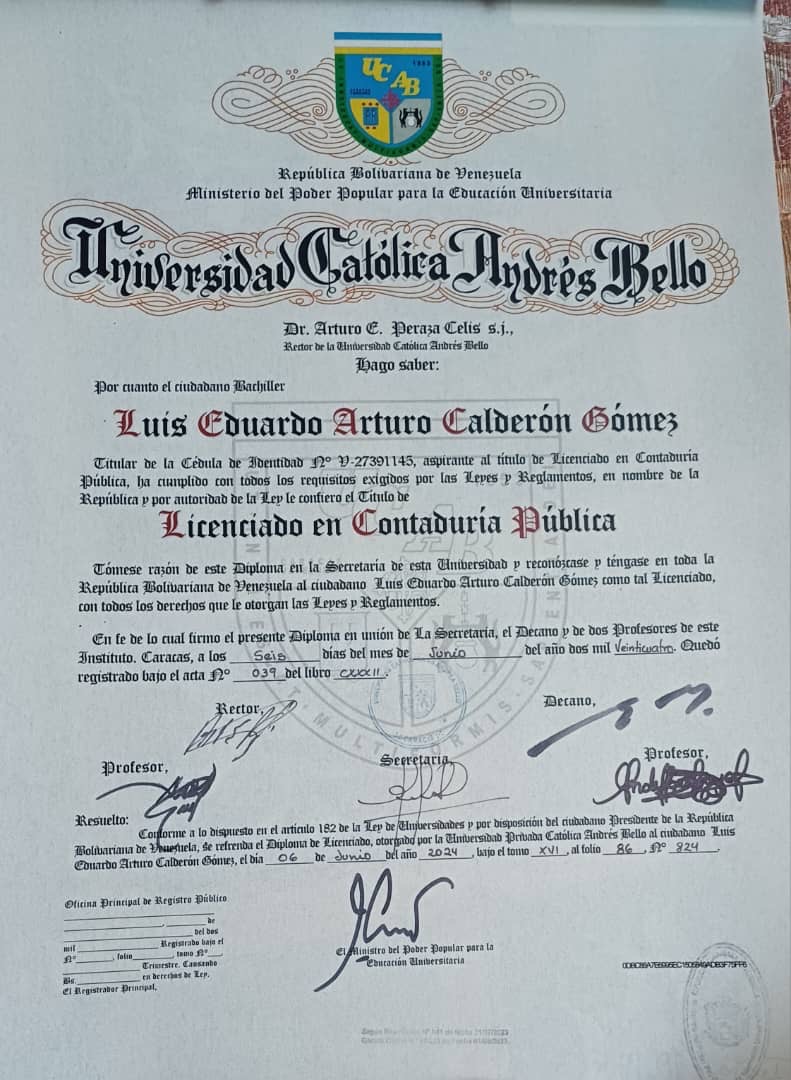 UCAB
1953
República Bolivariana de Venezuela
Ministerio del Poder Popular para la Educación Universitaria
Universidad Católica Andrés Bello
Dr. Arturo E. Peraza Celis s.j.,
Rector de la Universidad Católica Andrés Bello
Hago saber:
Por cuanto el ciudadano Bachiller
Luis Eduardo Arturo Calderón Gómez
Titular de la Cédula de Identidad Nº V-27391145, aspirante al título de Licenciado en Contaduría
Pública, ha cumplido con todos los requisitos exigidos por las Leyes y Reglamentos, en nombre de la
República y por autoridad de la Ley le confiero el Título de
Licenciado en Contaduría Pública
Tómese razón de este Diploma en la Secretaría de esta Universidad y reconózcase y téngase en toda la
República Bolivariana de Venezuela al ciudadano Luis Eduardo Arturo Calderón Gómez como tal Licenciado,
con todos los derechos que le otorgan las Leyes y Reglamentos.
En fe de lo cual firmo el presente Diploma en unión de La Secretaría, el Decano y de dos Profesores de este
Instituto. Caracas, a los Seis días del mes de Junio del año dos mil Veinticuatro. Quedó
registrado bajo el acta Nº 039 del libro CXXXII.
Rector, Decano,
Profesor, Secretaria, Profesor,
Resuelto:
Conforme a lo dispuesto en el artículo 182 de la Ley de Universidades y por disposición del ciudadano Presidente de la República
Bolivariana de Venezuela, se refrenda el Diploma de Licenciado, otorgado por la Universidad Privada Católica Andrés Bello al ciudadano Luis
Eduardo Arturo Calderón Gómez, el día 06 de Junio del año 2024, bajo el tomo XVI, al folio 86, Nº 824.
Oficina Principal de Registro Público
, de
del dos
mil Registrado bajo el
Nº , folio , tomo Nº
Trimestre. Causando
Bs. en derechos de Ley.
El Registrador Principal,
El Ministro del Poder Popular para la
Educación Universitaria